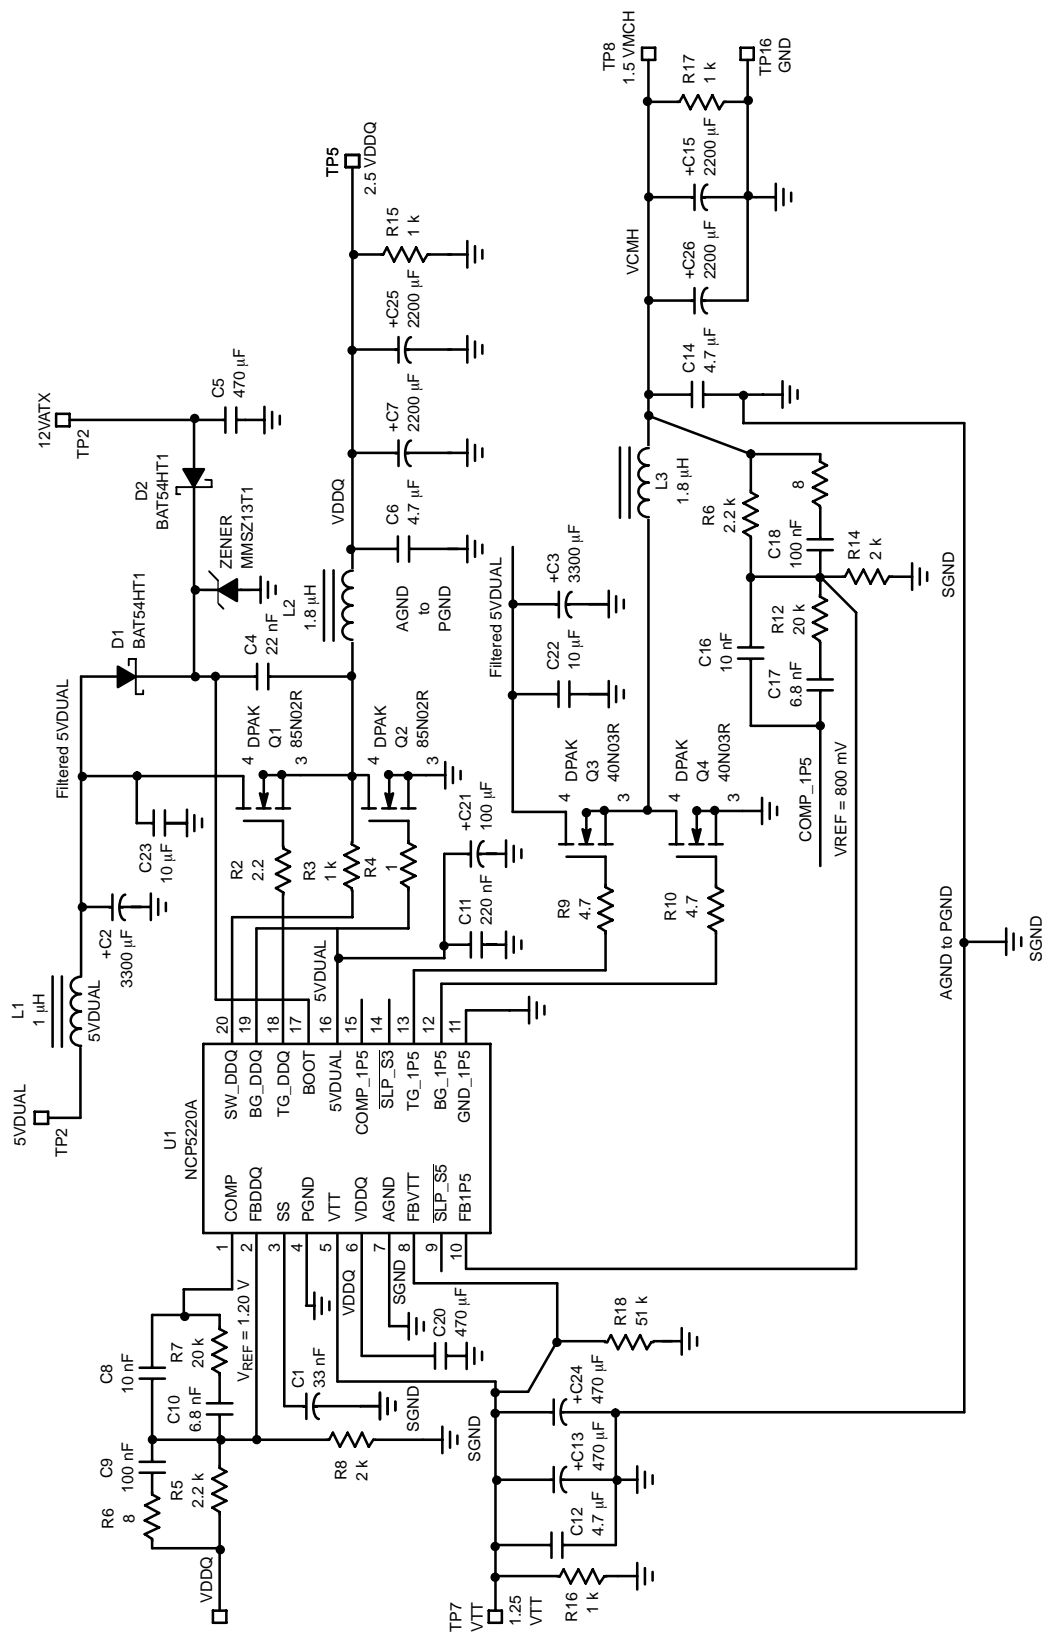 5VDUAL
TP2
L1
1 μH
5VDUAL
+C2
3300 μF
C23
10 μF
Filtered 5VDUAL
D1
BAT54HT1
D2
BAT54HT1
12VATX
TP2
C5
470 μF
ZENER
MMSZ13T1
C4
22 nF
L2
1.8 μH
AGND
to
PGND
VDDQ
C6
4.7 μF
+C7
2200 μF
+C25
2200 μF
R15
1 k
TP5
2.5 VDDQ
4
DPAK
Q1
85N02R
3
4
DPAK
Q2
85N02R
3
R2
2.2
R3
1 k
R4
1
5VDUAL
C11
220 nF
+C21
100 μF
U1
NCP5220A
COMP
FBDDQ
SS
PGND
VTT
VDDQ
AGND
FBVTT
SLP_S5
FB1P5
1
2
3
4
5
6
7
8
9
10
SW_DDQ
BG_DDQ
TG_DDQ
BOOT
5VDUAL
COMP_1P5
SLP_S3
TG_1P5
BG_1P5
GND_1P5
20
19
18
17
16
15
14
13
12
11
VDDQ
R6
8
C9
100 nF
C8
10 nF
R5
2.2 k
C10
6.8 nF
R7
20 k
VREF = 1.20 V
R8
2 k
SGND
C1
33 nF
SGND
VDDQ
SGND
C20
470 μF
TP7
VTT
1.25
VTT
R16
1 k
C12
4.7 μF
+C13
470 μF
+C24
470 μF
R18
51 k
R9
4.7
R10
4.7
Filtered 5VDUAL
C22
10 μF
+C3
3300 μF
4
DPAK
Q3
40N03R
3
4
DPAK
Q4
40N03R
3
L3
1.8 μH
C14
4.7 μF
VCMH
+C26
2200 μF
+C15
2200 μF
R17
1 k
TP8
1.5 VMCH
TP16
GND
R6
2.2 k
C18
100 nF
8
C16
10 nF
C17
6.8 nF
R12
20 k
R14
2 k
SGND
COMP_1P5
VREF = 800 mV
AGND to PGND
SGND